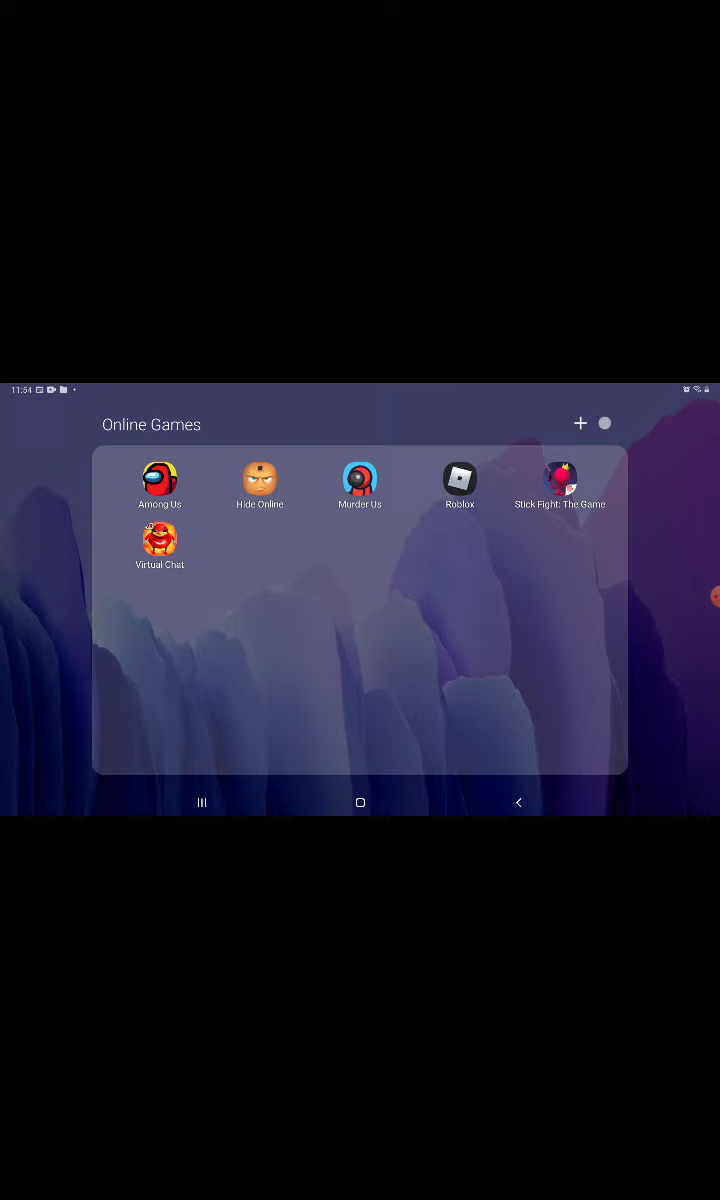 11:54
Online Games
Among Us
Hide Online
Murder Us
Roblox
Stick Fight: The Game
Virtual Chat